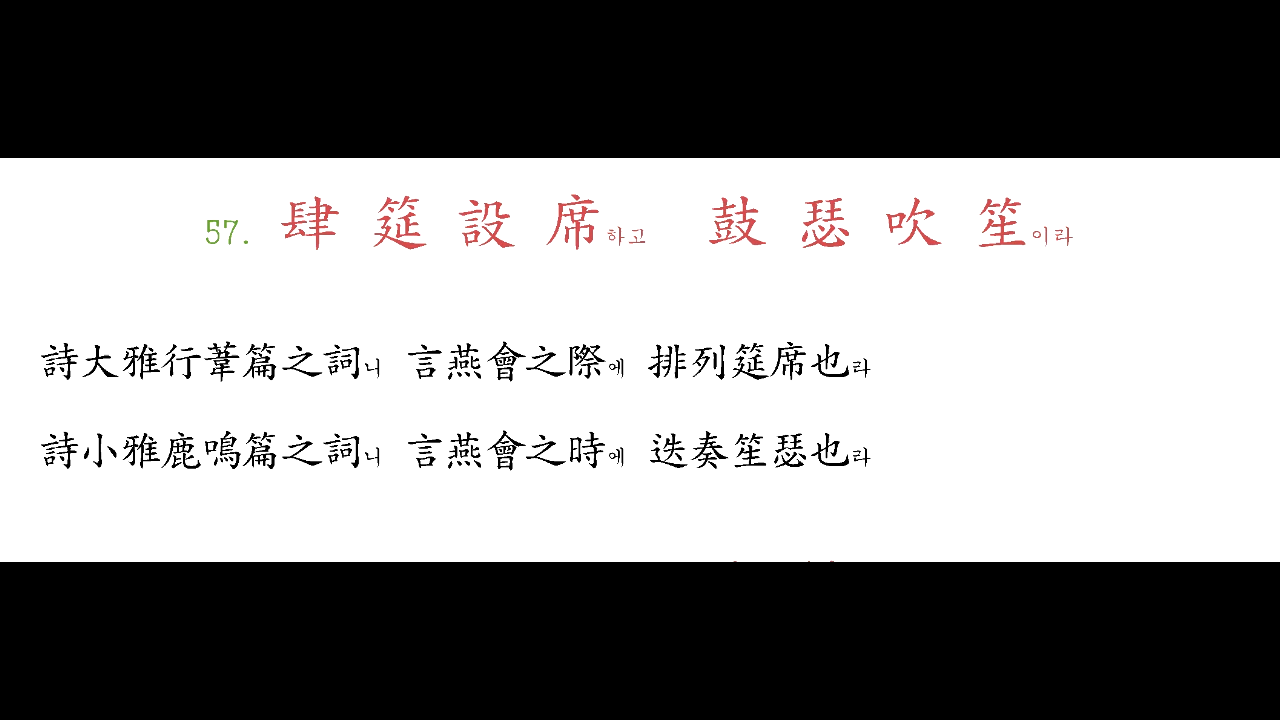 57. 肆 筵 設 席하고 鼓 瑟 吹 笙이라
詩大雅行葦篇之詞니 言燕會之際에 排列筵席也라
詩小雅鹿鳴篇之詞니 言燕會之時에 迭奏笙瑟也라